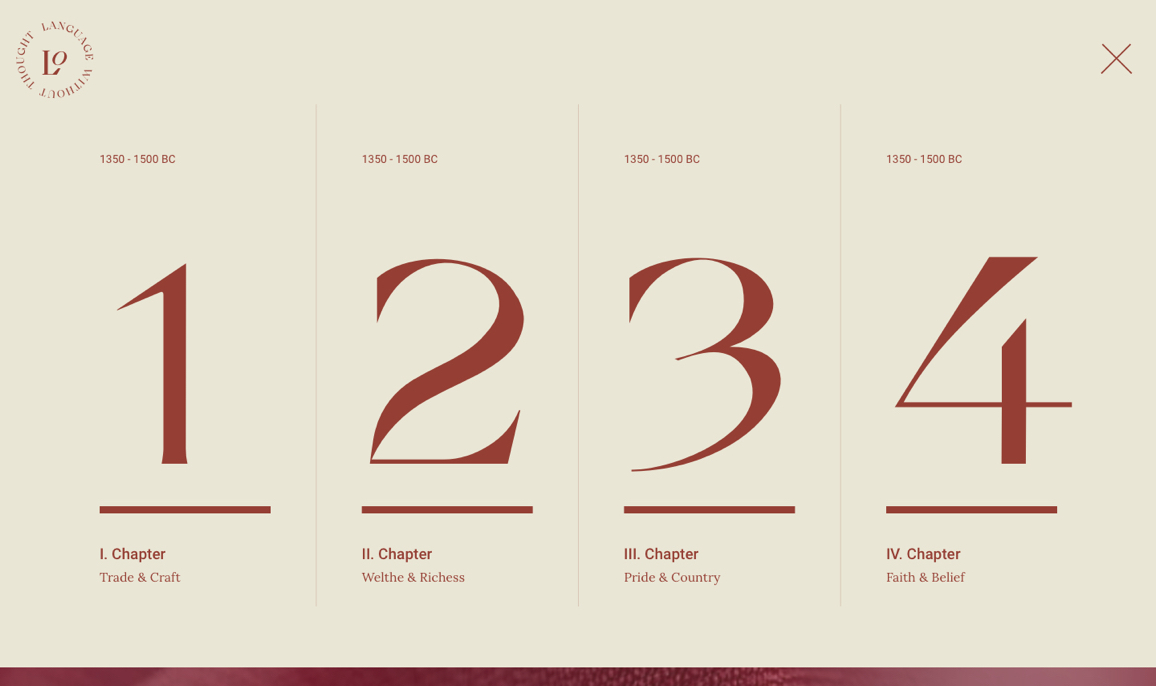 LANGUAGE WITHOUT THOUGHT
Lo
1350 - 1500 BC
1
I. Chapter
Trade & Craft
1350 - 1500 BC
2
II. Chapter
Welthe & Richess
1350 - 1500 BC
3
III. Chapter
Pride & Country
1350 - 1500 BC
4
IV. Chapter
Faith & Belief